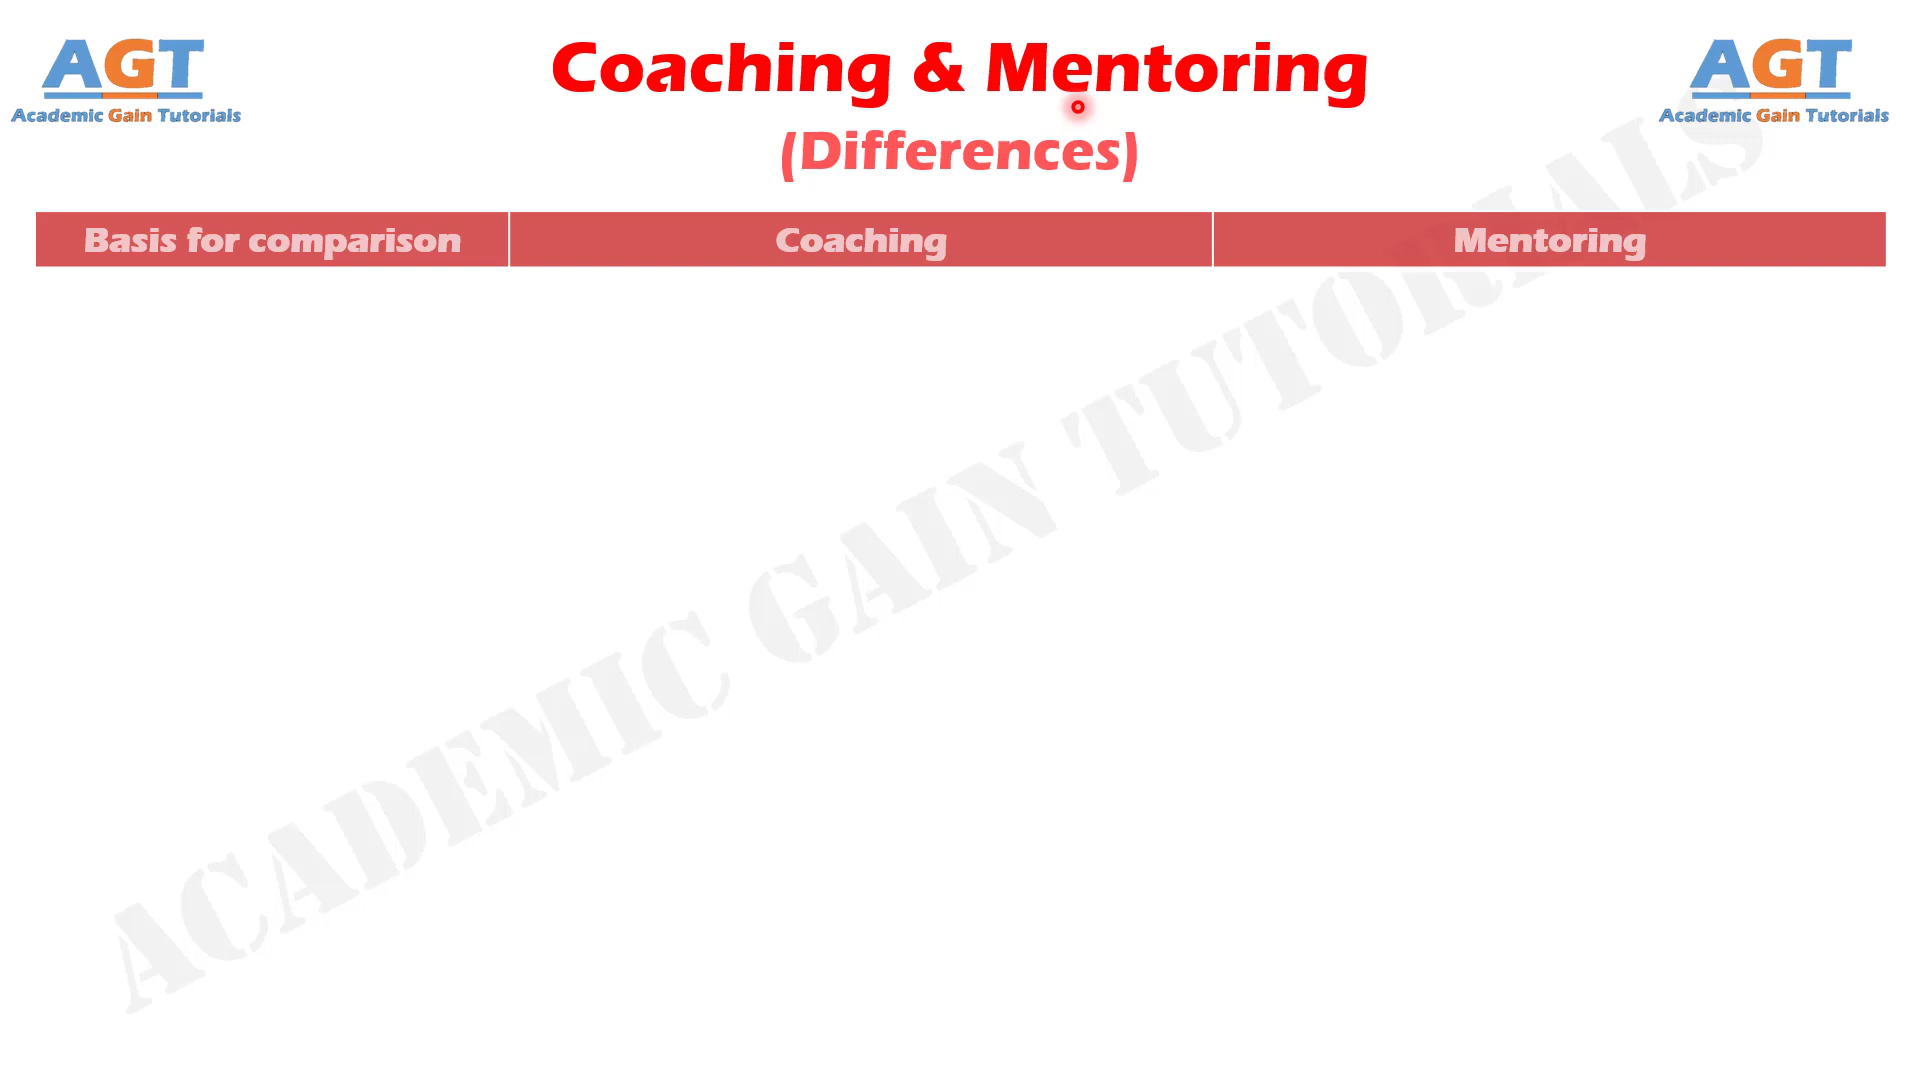 AGT
Academic Gain Tutorials
Coaching & Mentoring
(Differences)
AGT
Academic Gain Tutorials
Basis for comparison Coaching Mentoring
ACADEMIC GAIN TUTORIALS